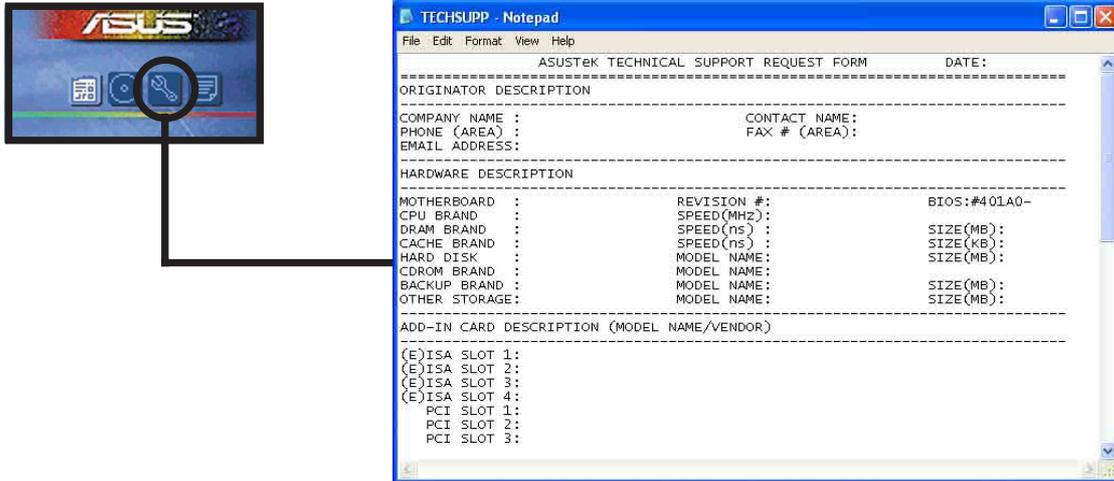 ASUS
TECHSUPP - Notepad
File Edit Format View Help
ASUSTeK TECHNICAL SUPPORT REQUEST FORM DATE:
==============================================================================
ORIGINATOR DESCRIPTION
------------------------------------------------------------------------------
COMPANY NAME : CONTACT NAME:
PHONE (AREA) : FAX # (AREA):
EMAIL ADDRESS:
------------------------------------------------------------------------------
HARDWARE DESCRIPTION
------------------------------------------------------------------------------
MOTHERBOARD : REVISION #: BIOS:#401A0-
CPU BRAND : SPEED(MHz):
DRAM BRAND : SPEED(ns) : SIZE(MB):
CACHE BRAND : SPEED(ns) : SIZE(KB):
HARD DISK : MODEL NAME: SIZE(MB):
CDROM BRAND : MODEL NAME:
BACKUP BRAND : MODEL NAME: SIZE(MB):
OTHER STORAGE: MODEL NAME: SIZE(MB):
------------------------------------------------------------------------------
ADD-IN CARD DESCRIPTION (MODEL NAME/VENDOR)
------------------------------------------------------------------------------
(E)ISA SLOT 1:
(E)ISA SLOT 2:
(E)ISA SLOT 3:
(E)ISA SLOT 4:
PCI SLOT 1:
PCI SLOT 2:
PCI SLOT 3: